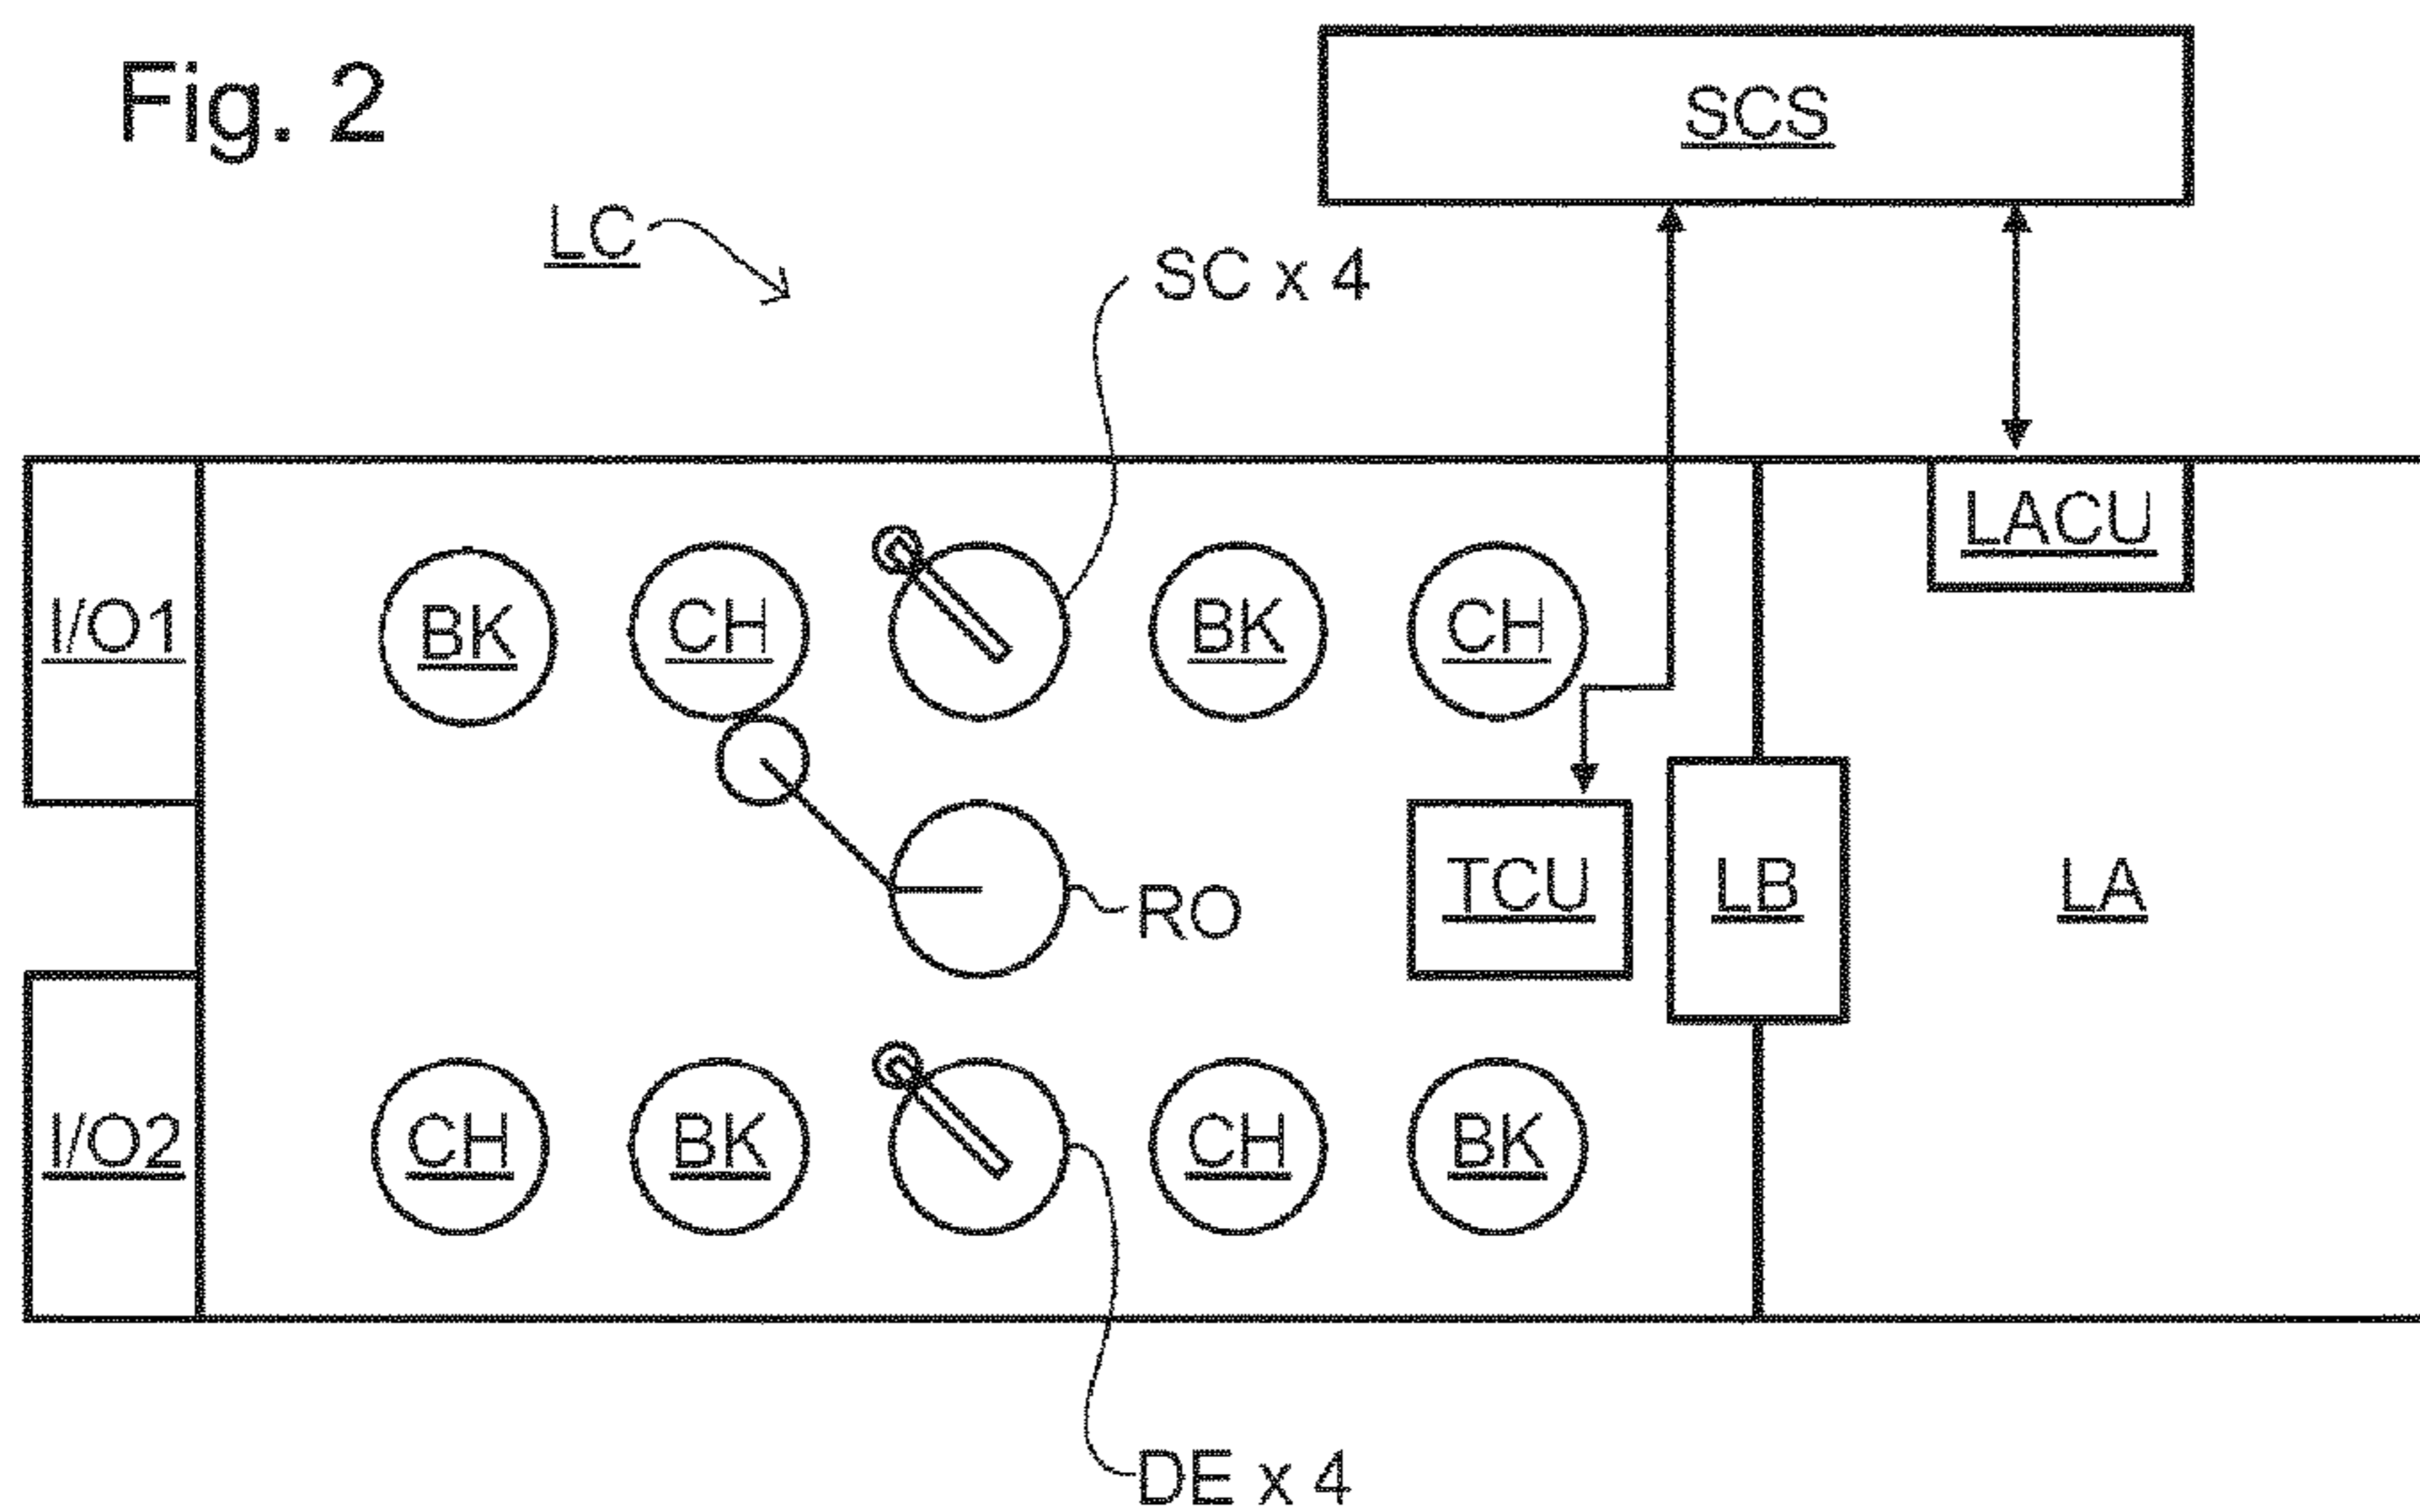 Fig. 2
SCS
LC
SC x 4
LACU
I/O1
BK
CH
BK
CH
RO
TCU
LB
LA
I/O2
CH
BK
CH
BK
DE x 4